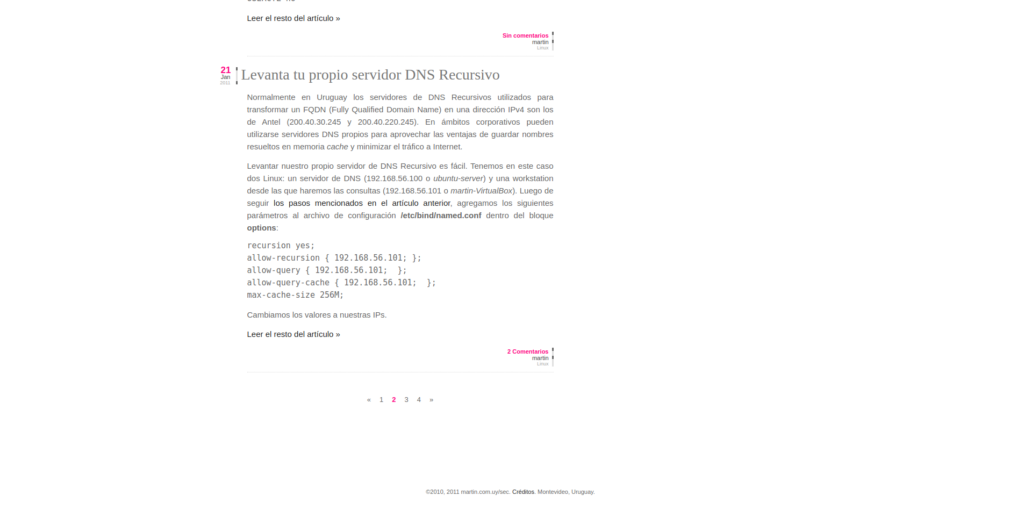 Leer el resto del artículo »
Sin comentarios
martin
Linux
21
Jan
2011
Levanta tu propio servidor DNS Recursivo
Normalmente en Uruguay los servidores de DNS Recursivos utilizados para
transformar un FQDN (Fully Qualified Domain Name) en una dirección IPv4 son los
de Antel (200.40.30.245 y 200.40.220.245). En ámbitos corporativos pueden
utilizarse servidores DNS propios para aprovechar las ventajas de guardar nombres
resueltos en memoria cache y minimizar el tráfico a Internet.
Levantar nuestro propio servidor de DNS Recursivo es fácil. Tenemos en este caso
dos Linux: un servidor de DNS (192.168.56.100 o ubuntu-server) y una workstation
desde las que haremos las consultas (192.168.56.101 o martin-VirtualBox). Luego de
seguir los pasos mencionados en el artículo anterior, agregamos los siguientes
parámetros al archivo de configuración /etc/bind/named.conf dentro del bloque
options:
recursion yes;
allow-recursion { 192.168.56.101; };
allow-query { 192.168.56.101;  };
allow-query-cache { 192.168.56.101;  };
max-cache-size 256M;
Cambiamos los valores a nuestras IPs.
Leer el resto del artículo »
2 Comentarios
martin
Linux
« 1 2 3 4 »
©2010, 2011 martin.com.uy/sec. Créditos. Montevideo, Uruguay.